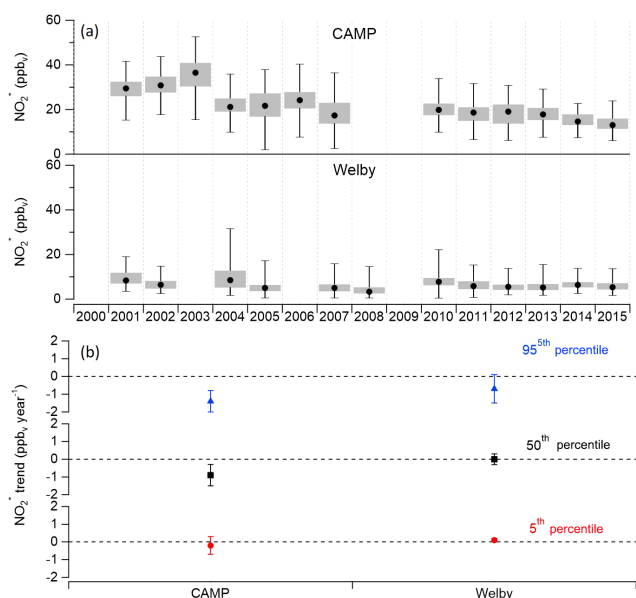 (a)
CAMP
NO2* (ppbv)
60
40
20
0
Welby
NO2* (ppbv)
60
40
20
0
2000 2001 2002 2003 2004 2005 2006 2007 2008 2009 2010 2011 2012 2013 2014 2015
(b)
NO2* trend (ppbv year-1)
2
1
0
-1
-2
95^5th percentile
2
1
0
-1
-2
50th percentile
2
1
0
-1
-2
5th percentile
CAMP Welby